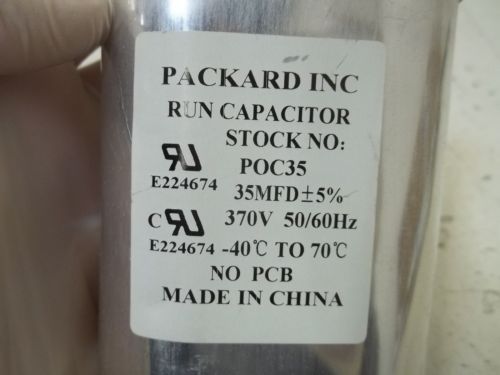 PACKARD INC
RUN CAPACITOR
STOCK NO:
POC35
E224674
35MFD±5%
C
370V 50/60Hz
E224674
-40℃ TO 70℃
NO PCB
MADE IN CHINA